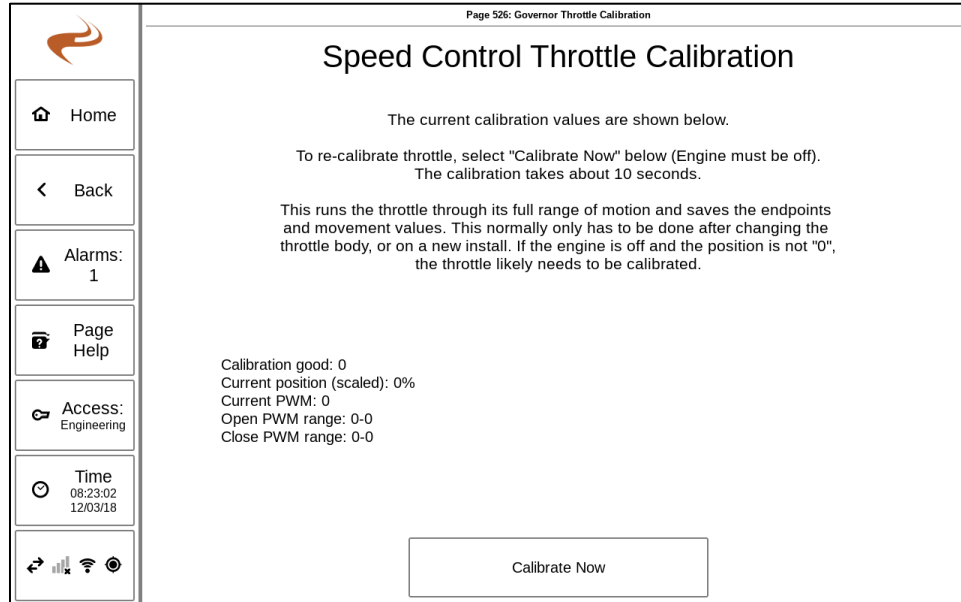 Page 526: Governor Throttle Calibration
Speed Control Throttle Calibration
Home
Back
Alarms:
1
Page
Help
Access:
Engineering
Time
08:23:02
12/03/18
The current calibration values are shown below.
To re-calibrate throttle, select "Calibrate Now" below (Engine must be off).
The calibration takes about 10 seconds.
This runs the throttle through its full range of motion and saves the endpoints
and movement values. This normally only has to be done after changing the
throttle body, or on a new install. If the engine is off and the position is not "0",
the throttle likely needs to be calibrated.
Calibration good: 0
Current position (scaled): 0%
Current PWM: 0
Open PWM range: 0-0
Close PWM range: 0-0
Calibrate Now